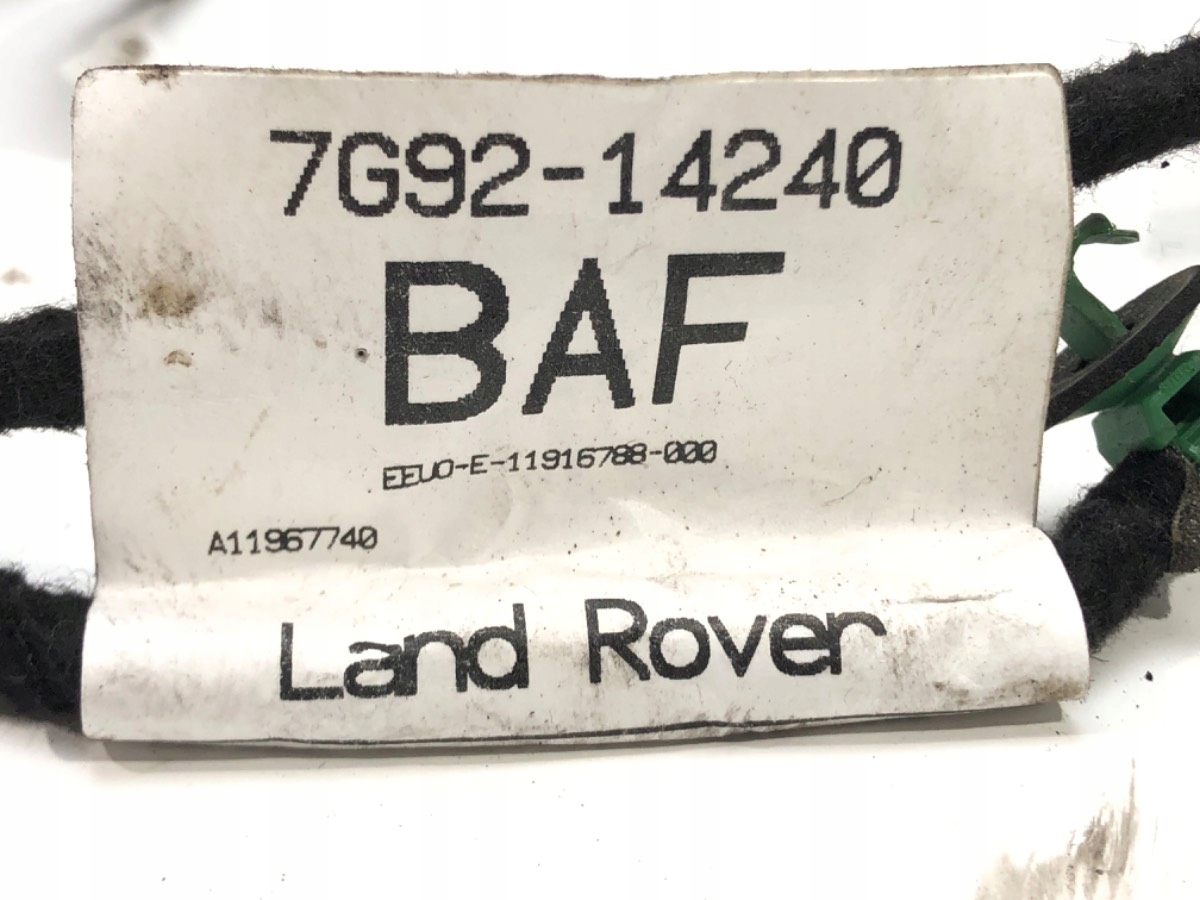 7G92-14240
BAF
EEUO-E-11916788-000
A11967740
Land Rover